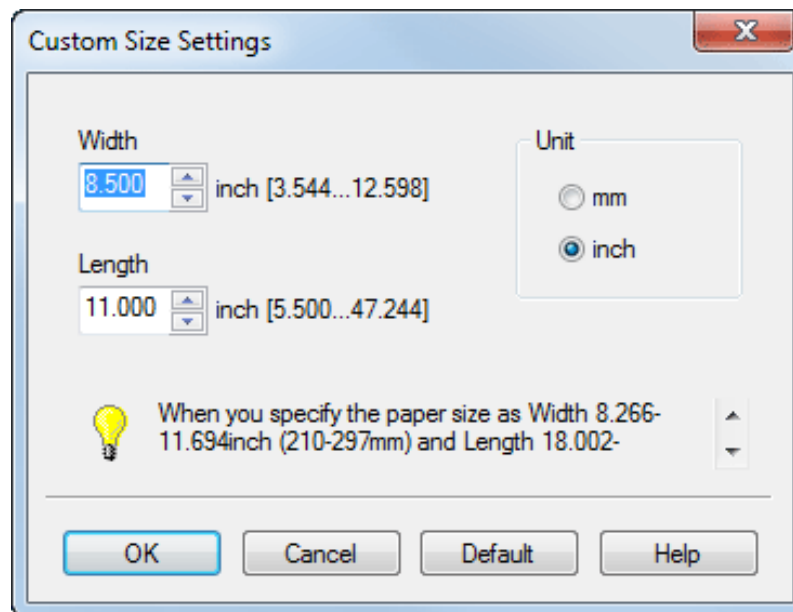 Custom Size Settings
Width
8.500 inch [3.544...12.598]
Length
11.000 inch [5.500...47.244]
Unit
mm
inch
When you specify the paper size as Width 8.266-
11.694inch (210-297mm) and Length 18.002-
OK Cancel Default Help